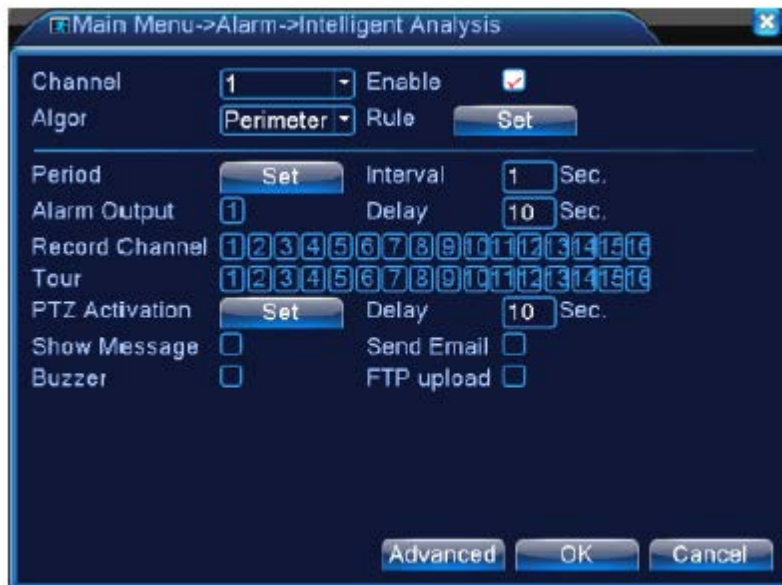 Main Menu->Alarm->Intelligent Analysis
Channel 1 Enable
Algor Perimeter Rule Set
Period Set Interval 1 Sec.
Alarm Output 1 Delay 10 Sec.
Record Channel 1 2 3 4 5 6 7 8 9 10 11 12 13 14 15 16
Tour 1 2 3 4 5 6 7 8 9 10 11 12 13 14 15 16
PTZ Activation Set Delay 10 Sec.
Show Message Send Email
Buzzer FTP upload
Advanced OK Cancel